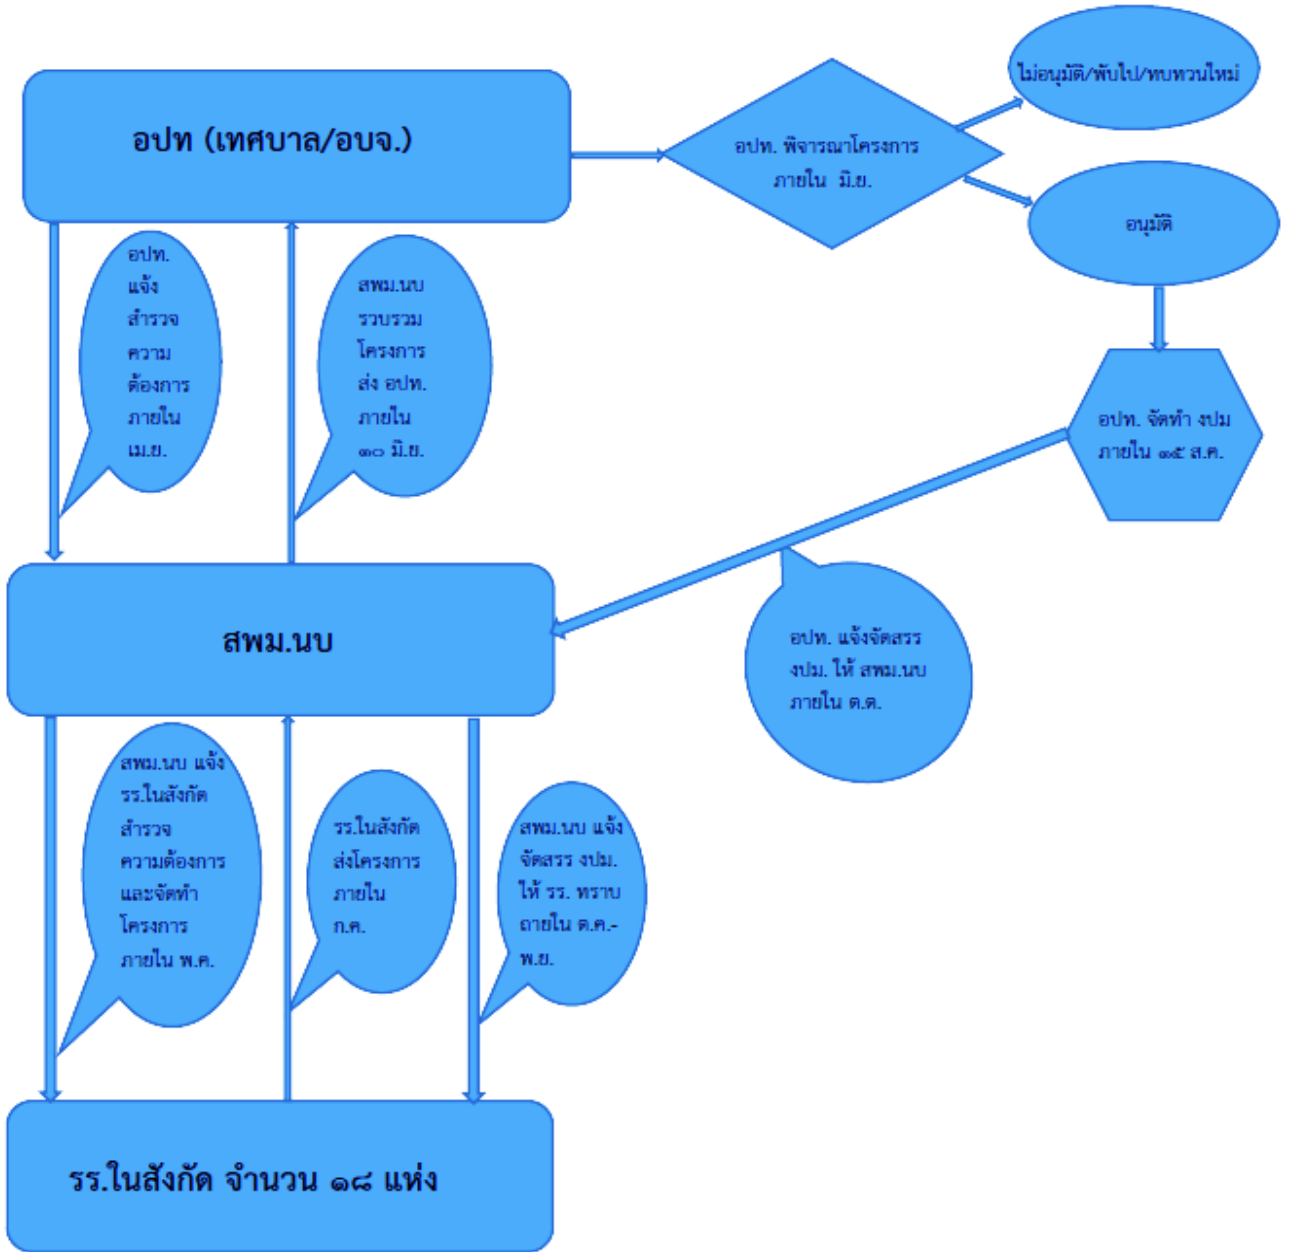 ไม่อนุมัติ/พับไป/ทบทวนใหม่
อปท (เทศบาล/อบจ.)
อปท. พิจารณาโครงการ
ภายใน มิ.ย.
อนุมัติ
อปท.
แจ้ง
สำรวจ
ความ
ต้องการ
ภายใน
เม.ย.
สพม.นบ
รวบรวม
โครงการ
ส่ง อปท.
ภายใน
๑๐ มิ.ย.
อปท. จัดทำ งปม
ภายใน ๑๕ ส.ค.
สพม.นบ
อปท. แจ้งจัดสรร
งปม. ให้ สพม.นบ
ภายใน ต.ค.
สพม.นบ แจ้ง
รร.ในสังกัด
สำรวจ
ความต้องการ
และจัดทำ
โครงการ
ภายใน พ.ค.
รร.ในสังกัด
ส่งโครงการ
ภายใน
ก.ค.
สพม.นบ แจ้ง
จัดสรร งปม.
ให้ รร. ทราบ
ถายใน ต.ค.-
พ.ย.
รร.ในสังกัด จำนวน ๑๘ แห่ง